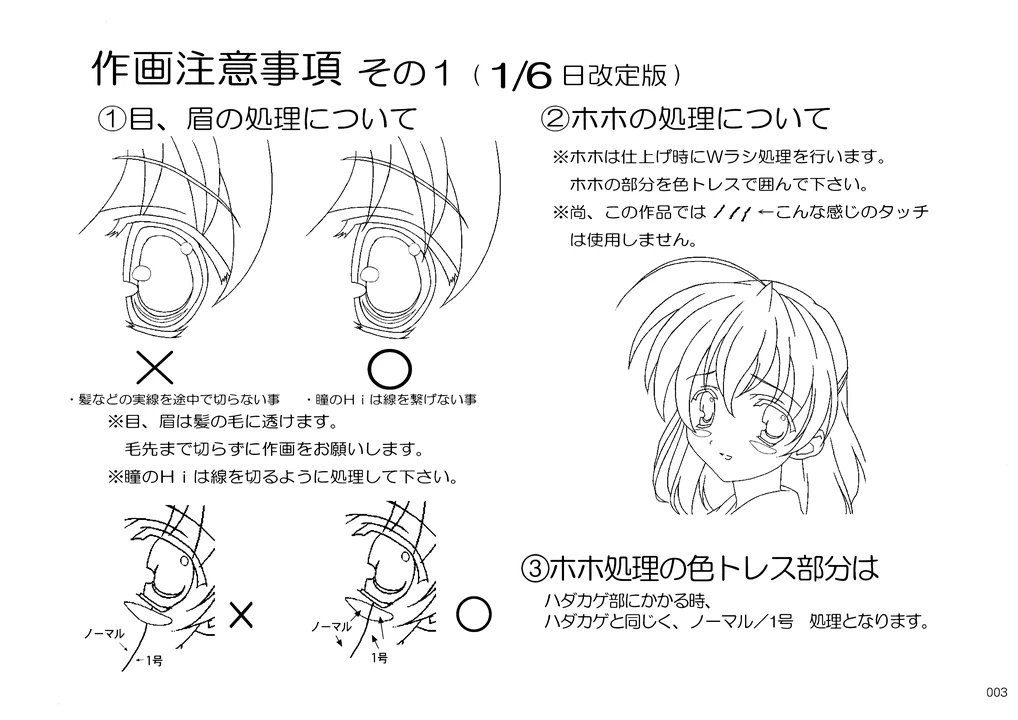 作画注意事項 その1(1/6日改定版)
①目、眉の処理について
・髪などの実線を途中で切らない事
・瞳のHiは線を繋げない事
※目、眉は髪の毛に透けます。
毛先まで切らずに作画をお願いします。
※瞳のHiは線を切るように処理して下さい。
ノーマル
←1号
ノーマル
1号
②ホホの処理について
※ホホは仕上げ時にWラシ処理を行います。
ホホの部分を色トレスで囲んで下さい。
※尚、この作品では ←こんな感じのタッチ
は使用しません。
③ホホ処理の色トレス部分は
ハダカゲ部にかかる時、
ハダカゲと同じく、ノーマル/1号 処理となります。
003